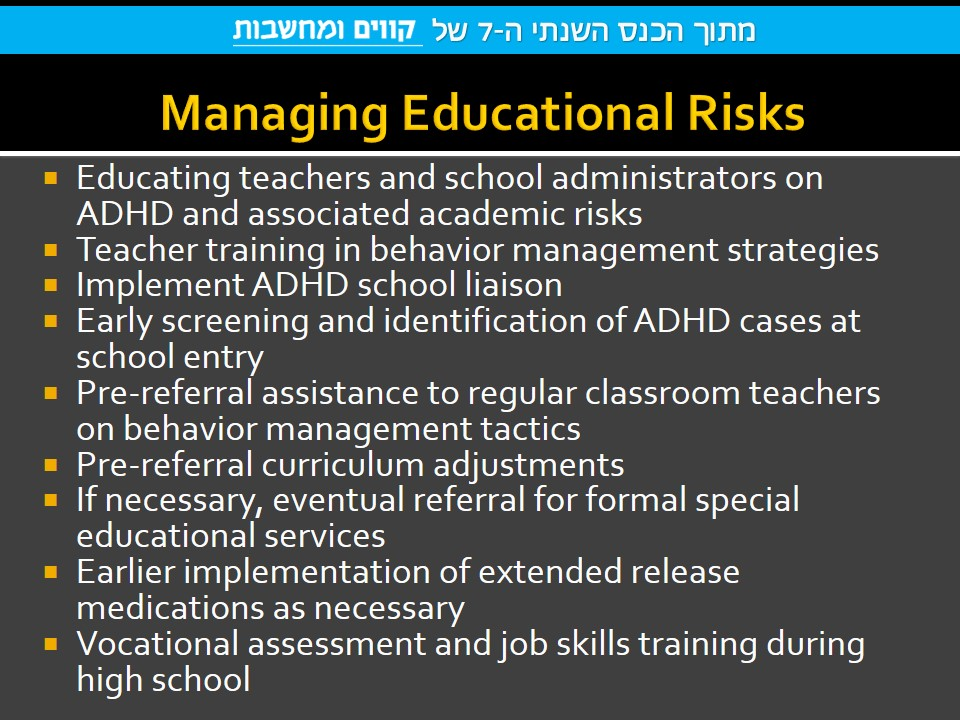 מתוך הכנס השנתי ה-7 של קווים ומחשבות
Managing Educational Risks
Educating teachers and school administrators on
ADHD and associated academic risks
Teacher training in behavior management strategies
Implement ADHD school liaison
Early screening and identification of ADHD cases at
school entry
Pre-referral assistance to regular classroom teachers
on behavior management tactics
Pre-referral curriculum adjustments
If necessary, eventual referral for formal special
educational services
Earlier implementation of extended release
medications as necessary
Vocational assessment and job skills training during
high school